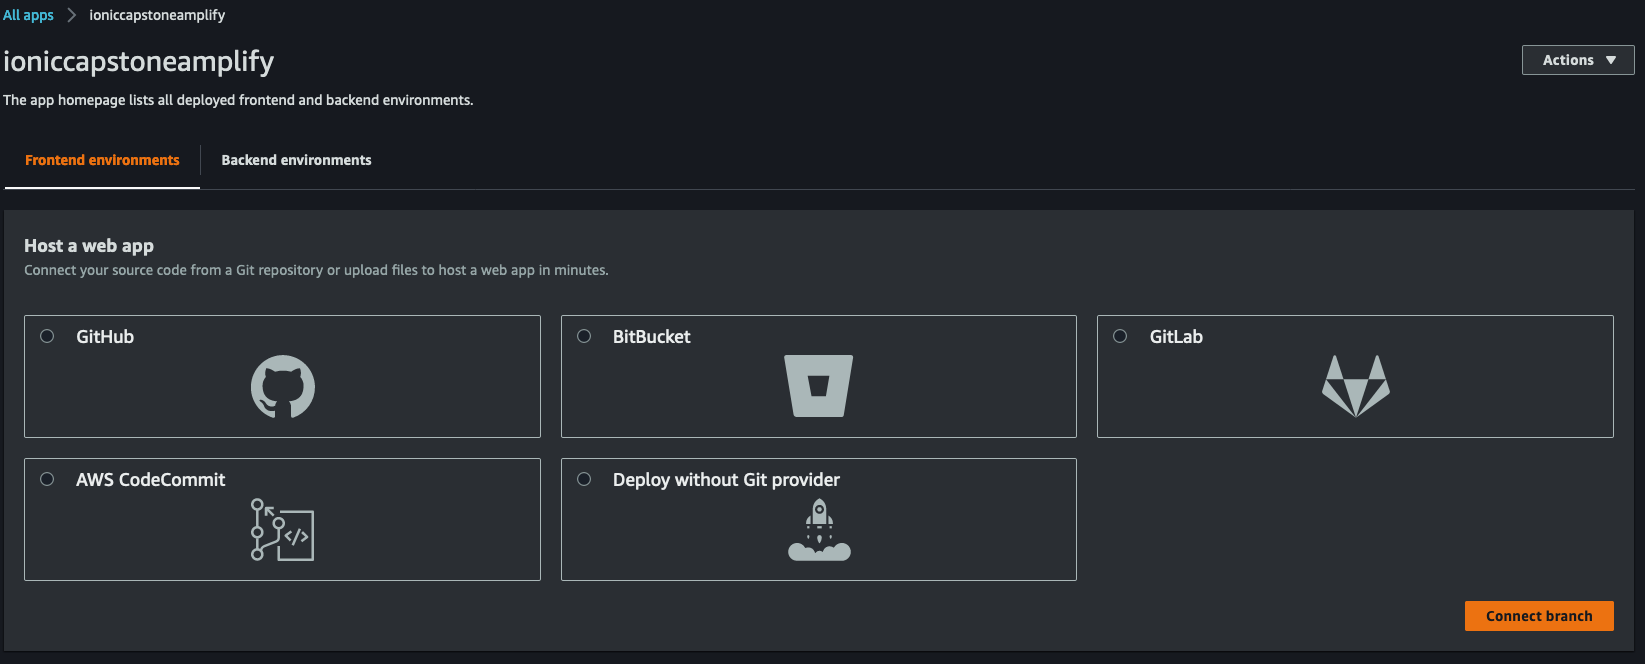 All apps > ioniccapstoneamplify
ioniccapstoneamplify
Actions ▼
The app homepage lists all deployed frontend and backend environments.
Frontend environments
Backend environments
Host a web app
Connect your source code from a Git repository or upload files to host a web app in minutes.
GitHub
BitBucket
GitLab
AWS CodeCommit
</>
Deploy without Git provider
Connect branch